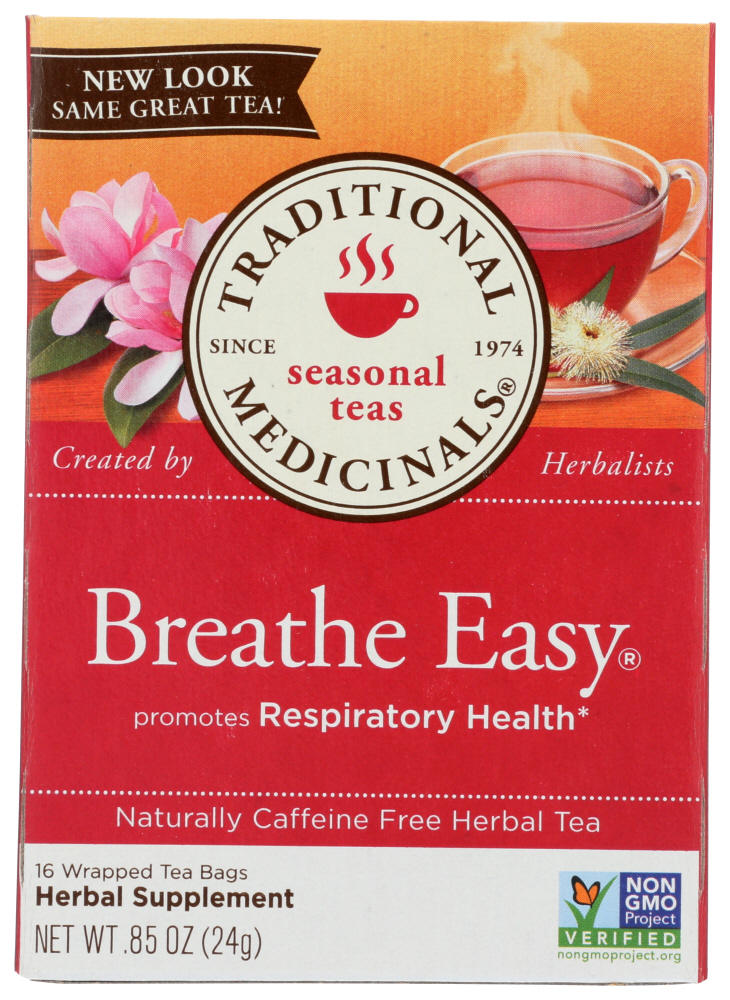 NEW LOOK
SAME GREAT TEA!
TRADITIONAL
SINCE 1974
seasonal
teas
MEDICINALS®
Created by Herbalists
Breathe Easy®
promotes Respiratory Health*
Naturally Caffeine Free Herbal Tea
16 Wrapped Tea Bags
Herbal Supplement
NET WT .85 OZ (24g)
NON
GMO
Project
VERIFIED
nongmoproject.org